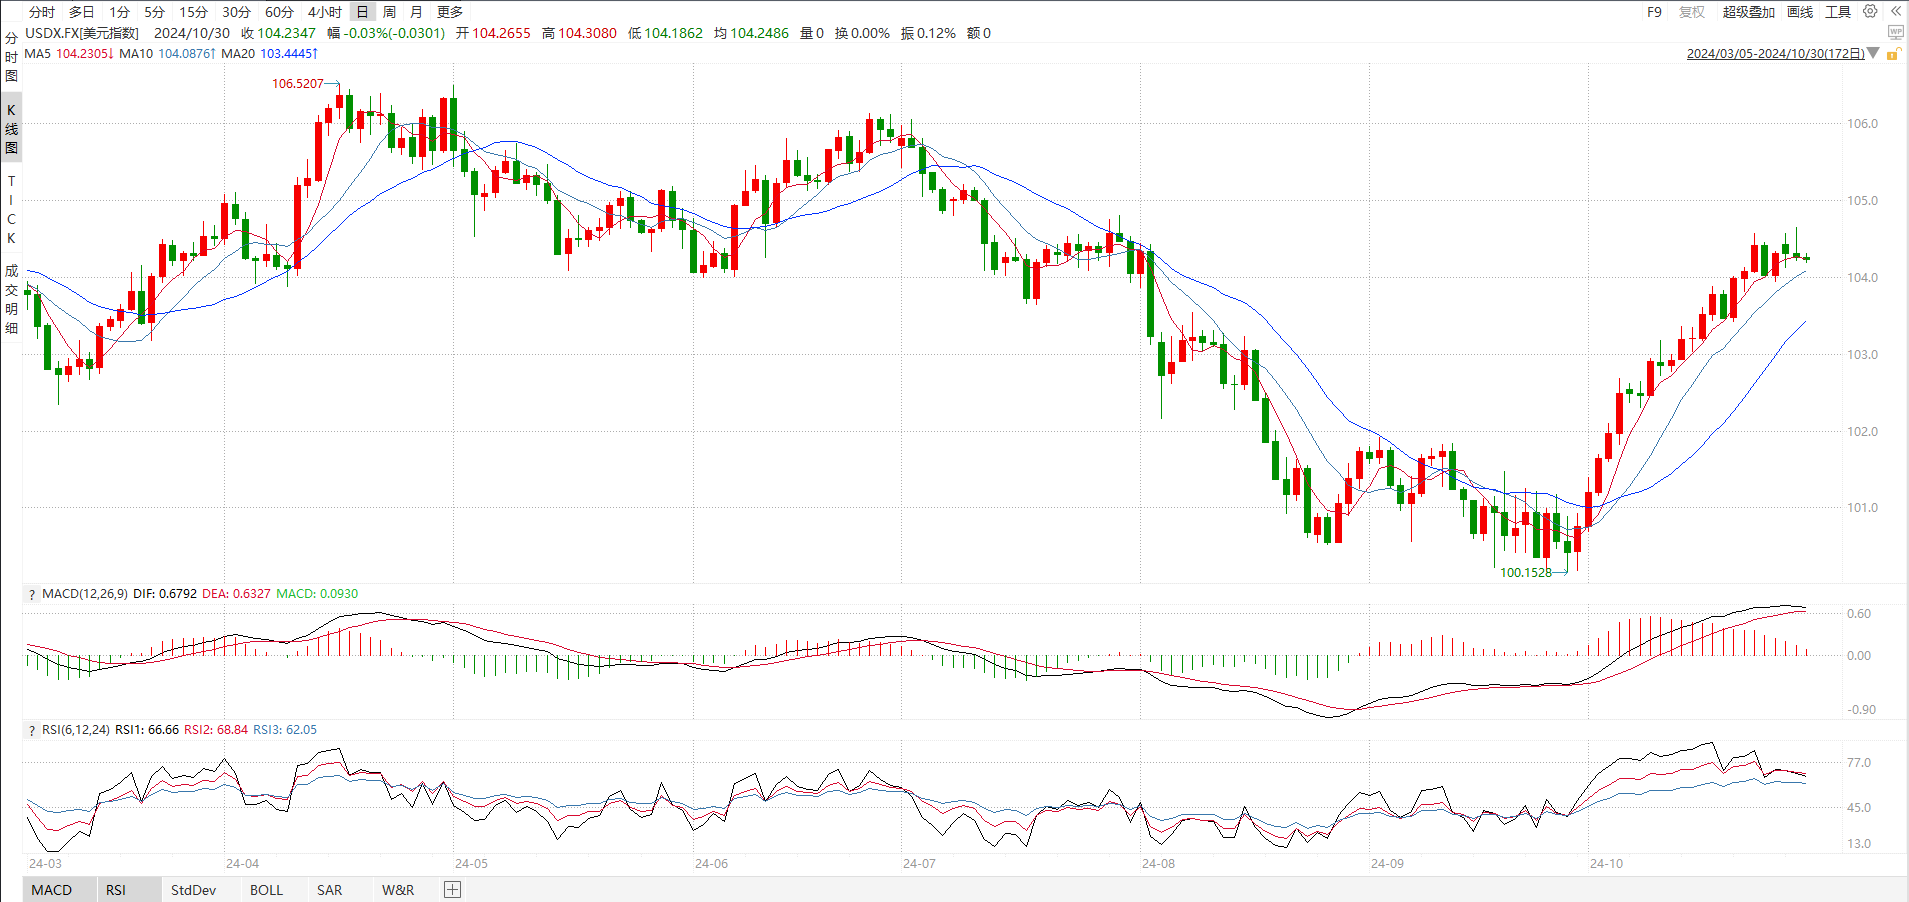 分时 多日 1分 5分 15分 30分 60分 4小时 日 周 月 更多 F9 复权 超级叠加 画线 工具
USDX.FX[美元指数] 2024/10/30 收 104.2347 幅 -0.03%(-0.0301) 开 104.2655 高 104.3080 低 104.1862 均 104.2486 量 0 换 0.00% 振 0.12% 额 0 WP
MA5 104.2305↓ MA10 104.0876↑ MA20 103.4445↑ 2024/03/05-2024/10/30(172日)
分时图
K线图
TICK
成交明细
106.5207
106.0
105.0
104.0
103.0
102.0
101.0
100.1528
? MACD(12,26,9) DIF: 0.6792 DEA: 0.6327 MACD: 0.0930
0.60
0.00
-0.90
? RSI(6,12,24) RSI1: 66.66 RSI2: 68.84 RSI3: 62.05
77.0
45.0
13.0
24-03 24-04 24-05 24-06 24-07 24-08 24-09 24-10
MACD RSI StdDev BOLL SAR W&R